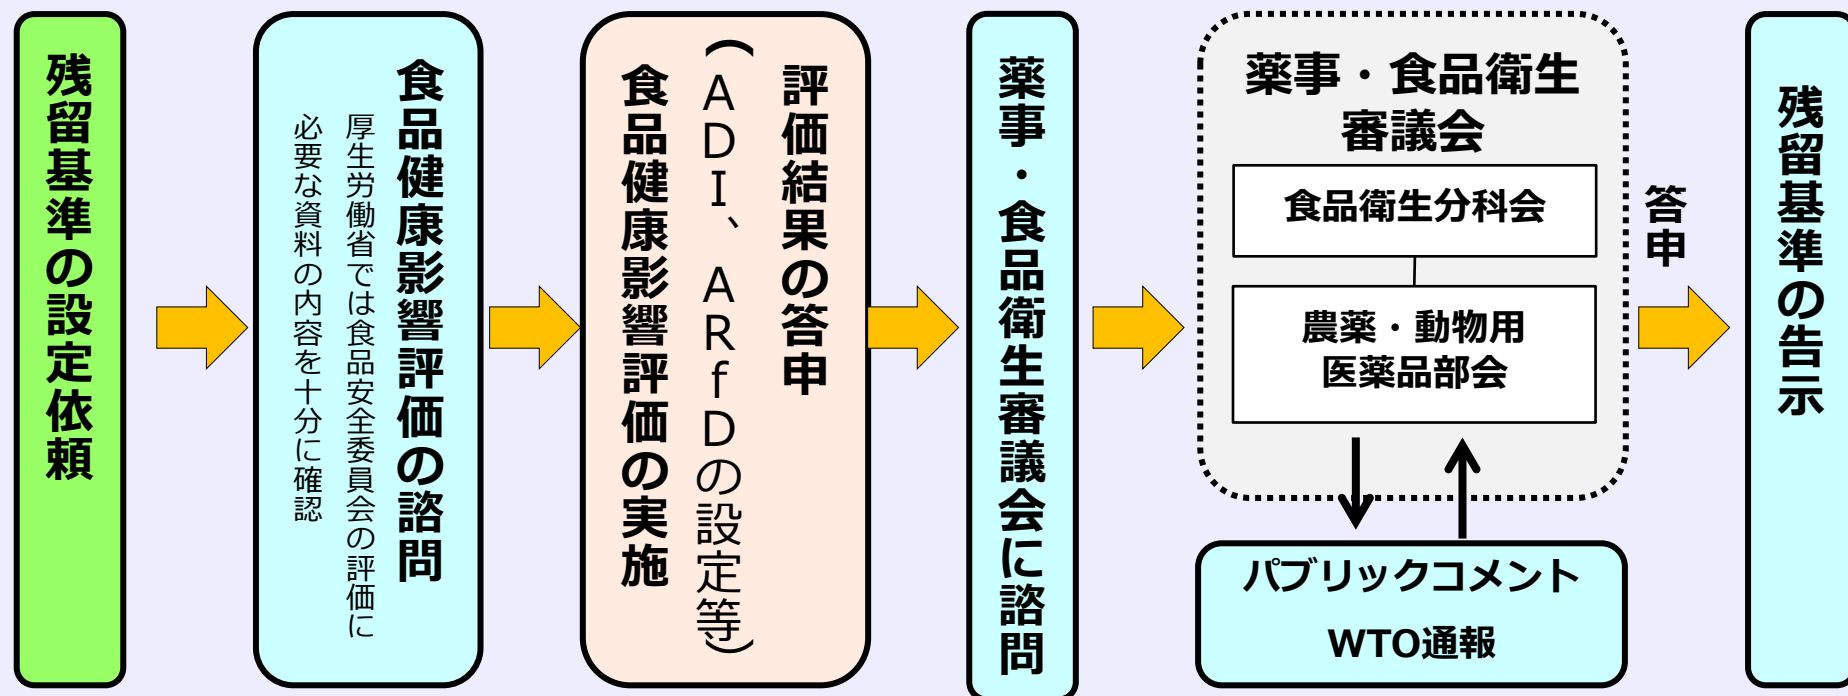 残留基準の設定依頼
食品健康影響評価の諮問
厚生労働省では食品安全委員会の評価に
必要な資料の内容を十分に確認
評価結果の答申
（ＡＤＩ、ＡＲｆＤの設定等）
食品健康影響評価の実施
薬事・食品衛生審議会に諮問
薬事・食品衛生
審議会
食品衛生分科会
農薬・動物用
医薬品部会
パブリックコメント
WTO通報
答申
残留基準の告示